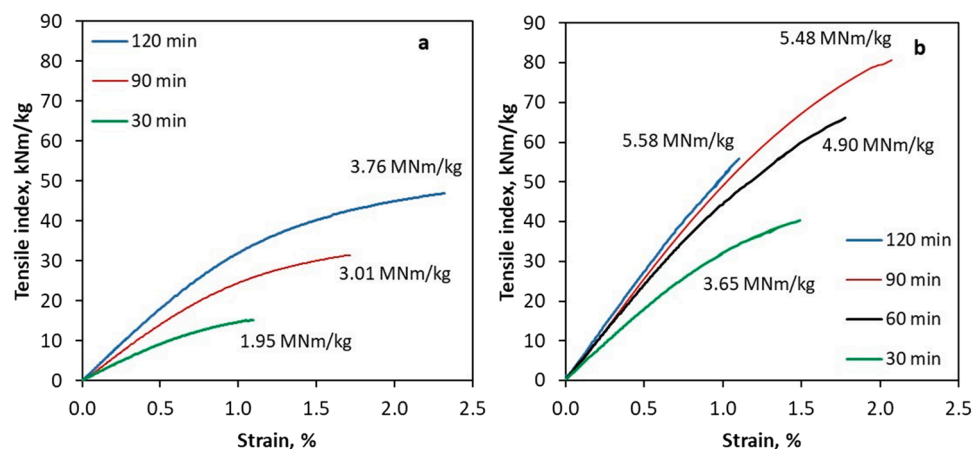 90
80
70
60
50
40
30
20
10
0
Tensile index, kNm/kg
120 min
90 min
30 min
a
3.76 MNm/kg
3.01 MNm/kg
1.95 MNm/kg
0.0 0.5 1.0 1.5 2.0 2.5
Strain, %
90
80
70
60
50
40
30
20
10
0
Tensile index, kNm/kg
5.48 MNm/kg
b
5.58 MNm/kg
4.90 MNm/kg
3.65 MNm/kg
120 min
90 min
60 min
30 min
0.0 0.5 1.0 1.5 2.0 2.5
Strain, %